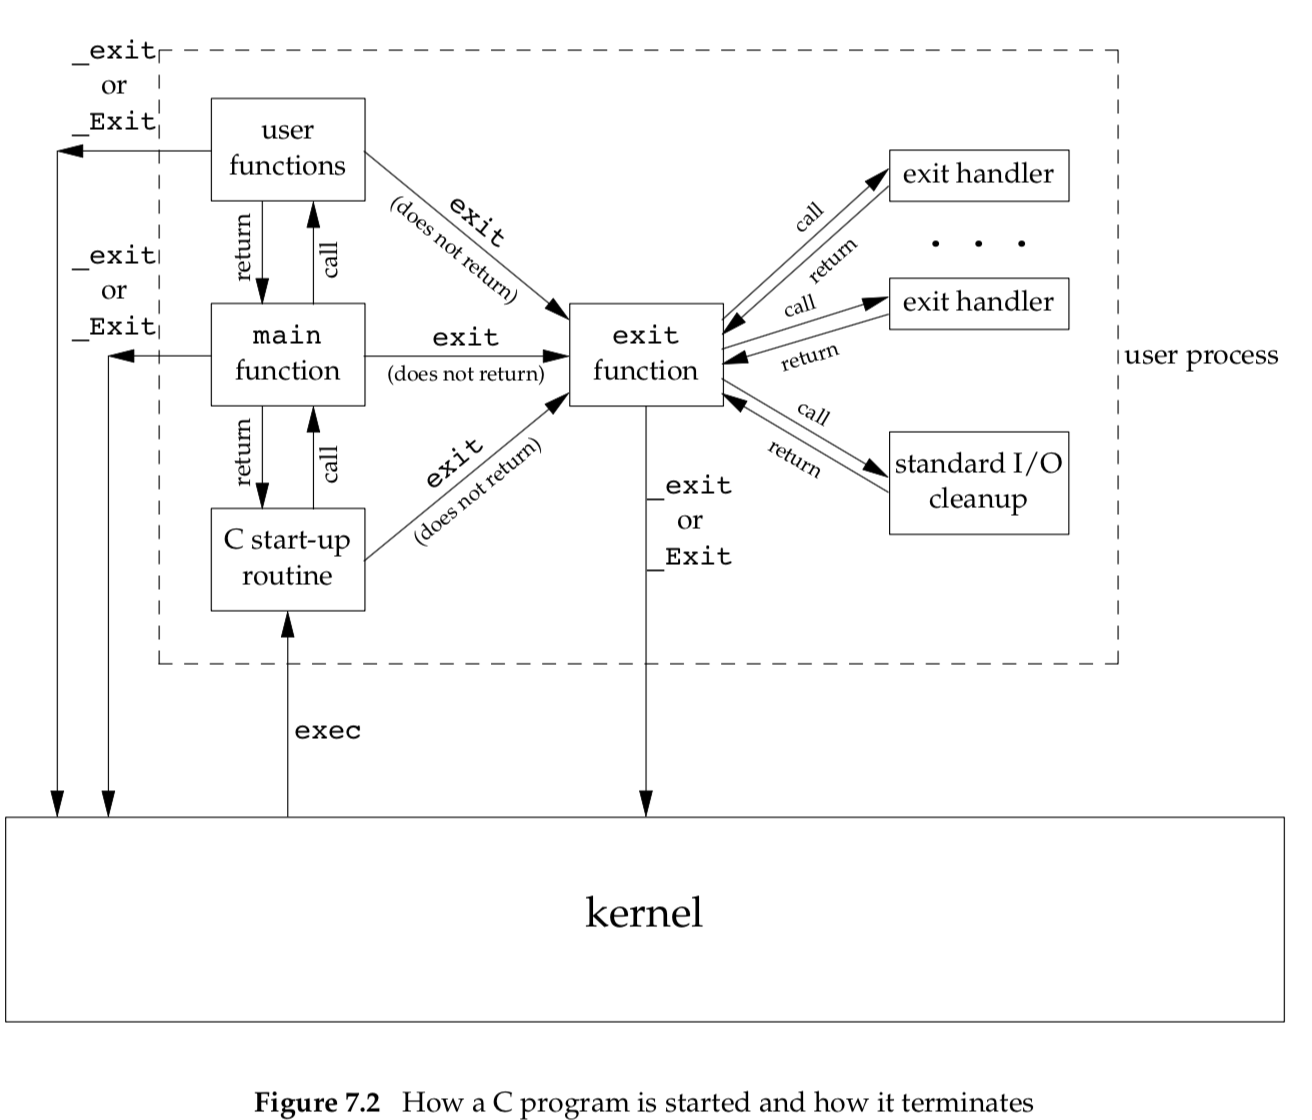 _exit
or
_Exit
user
functions
exit
(does not return)
call
return
exit handler
. . .
return
call
_exit
or
_Exit
main
function
exit
(does not return)
exit
function
call
return
exit handler
user process
return
call
exit
(does not return)
call
return
standard I/O
cleanup
C start-up
routine
_exit
or
_Exit
exec
kernel
Figure 7.2 How a C program is started and how it terminates